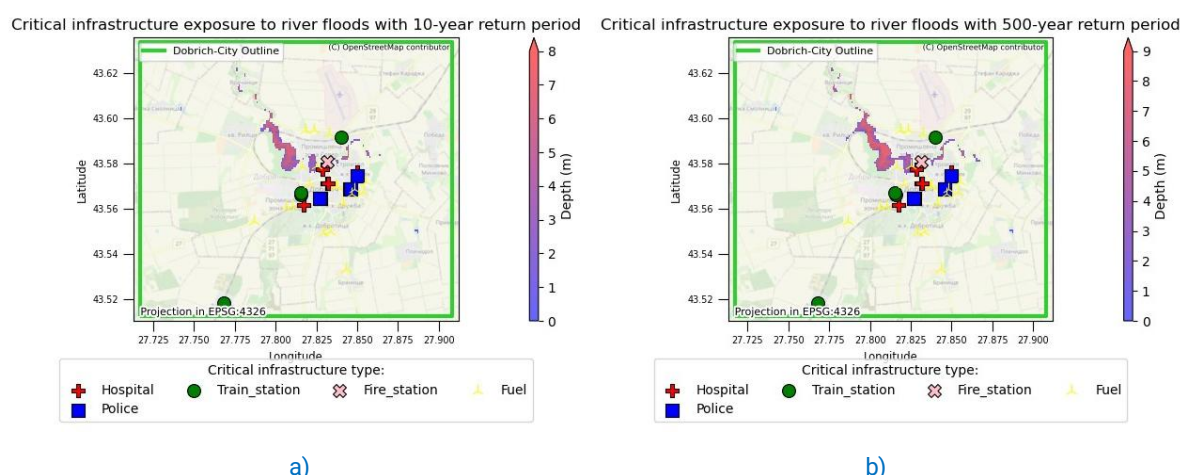 Critical infrastructure exposure to river floods with 10-year return period
Dobrich-City Outline
(C) OpenStreetMap contributor
Latitude
43.62
43.60
43.58
43.56
43.54
43.52
Projection in EPSG:4326
27.725 27.750 27.775 27.800 27.825 27.850 27.875 27.900
Longitude
8
7
6
5
4
3
2
1
0
Depth (m)
Critical infrastructure type:
Hospital Train_station Fire_station Fuel
Police
a)
Critical infrastructure exposure to river floods with 500-year return period
Dobrich-City Outline
(C) OpenStreetMap contributor
Latitude
43.62
43.60
43.58
43.56
43.54
43.52
Projection in EPSG:4326
27.725 27.750 27.775 27.800 27.825 27.850 27.875 27.900
Longitude
9
8
7
6
5
4
3
2
1
0
Depth (m)
Critical infrastructure type:
Hospital Train_station Fire_station Fuel
Police
b)